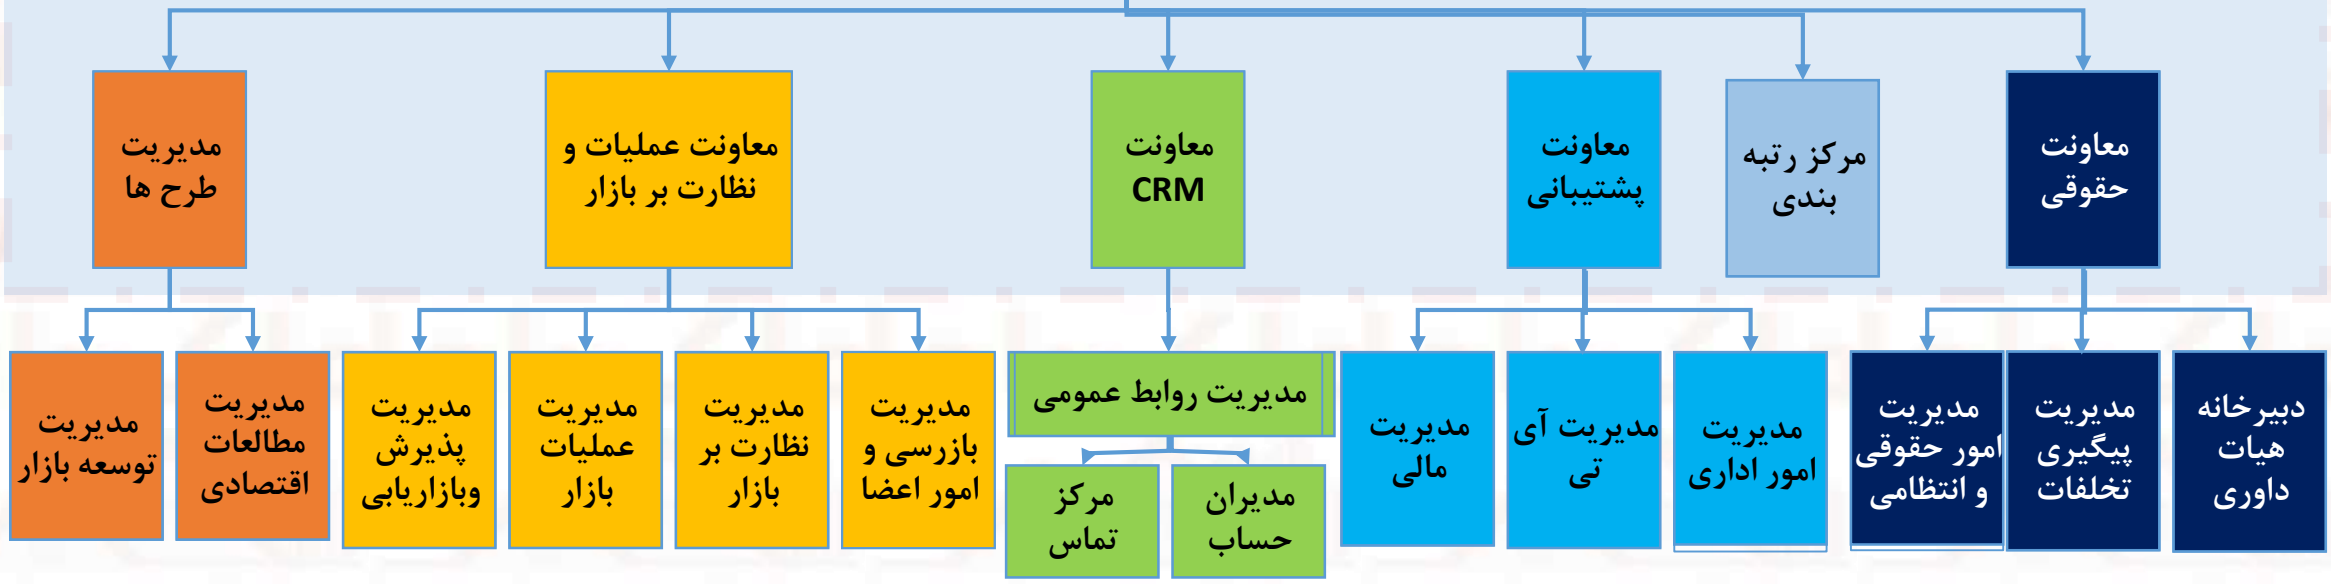 معاونت
حقوقی
مرکز رتبه
بندی
معاونت
پشتیبانی
معاونت
CRM
معاونت عملیات و
نظارت بر بازار
مدیریت
طرح ها
دبیرخانه
هیات
داوری
مدیریت
پیگیری
تخلفات
مدیریت
امور حقوقی
و انتظامی
مدیریت
امور اداری
مدیریت آی
تی
مدیریت
مالی
مدیریت روابط عمومی
مدیران
حساب
مرکز
تماس
مدیریت
بازرسی و
امور اعضا
مدیریت
نظارت بر
بازار
مدیریت
عملیات
بازار
مدیریت
پذیرش
وبازاریابی
مدیریت
مطالعات
اقتصادی
مدیریت
توسعه بازار